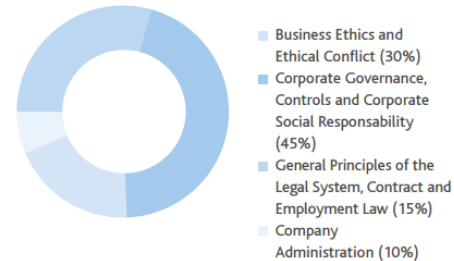 Business Ethics and
Ethical Conflict (30%)
Corporate Governance,
Controls and Corporate
Social Responsability
(45%)
General Principles of the
Legal System, Contract and
Employment Law (15%)
Company
Administration (10%)